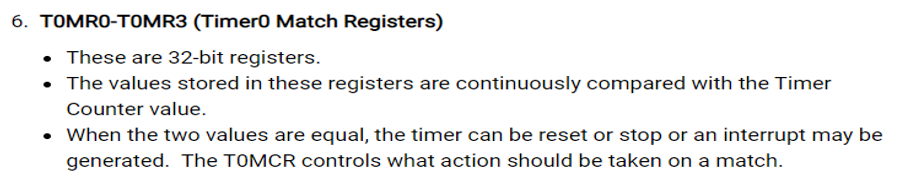 6. T0MR0-T0MR3 (Timer0 Match Registers)
• These are 32-bit registers.
• The values stored in these registers are continuously compared with the Timer
Counter value.
• When the two values are equal, the timer can be reset or stop or an interrupt may be
generated.  The T0MCR controls what action should be taken on a match.